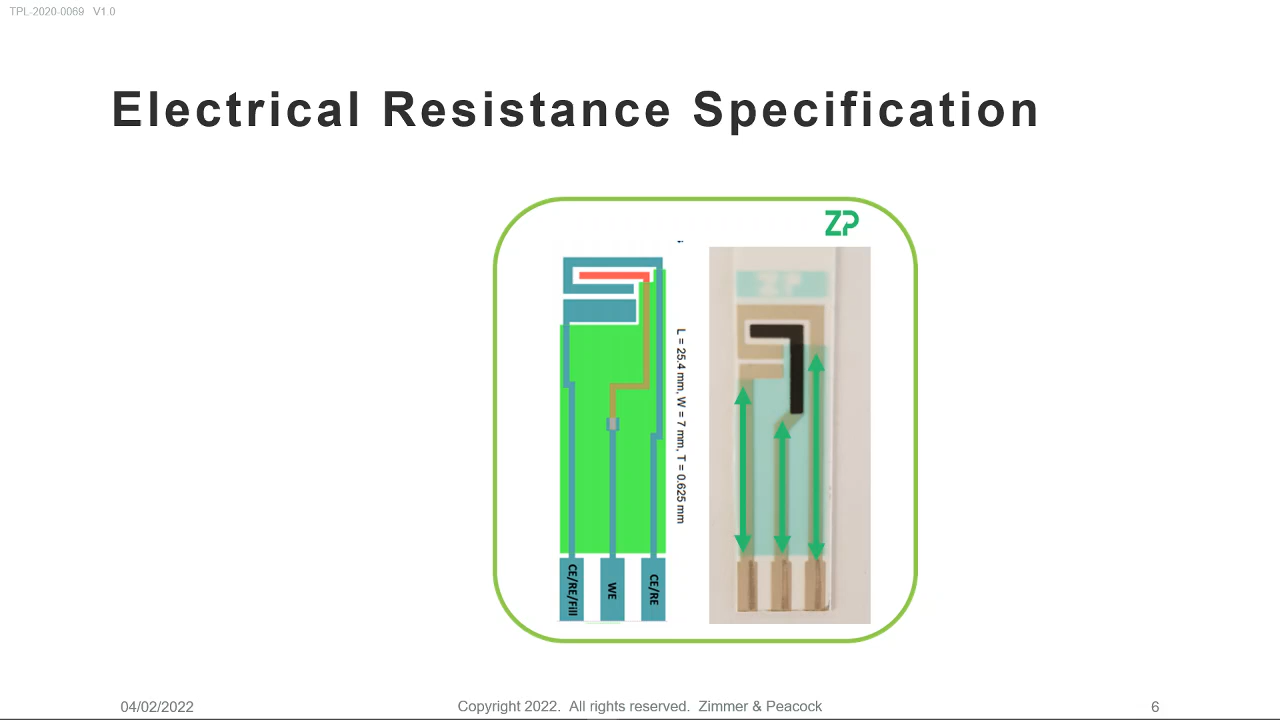 TPL-2020-0069 V1.0
Electrical Resistance Specification
ZP
L = 25.4 mm, W = 7 mm, T = 0.625 mm
CE/RE/Fill
WE
CE/RE
ZP
04/02/2022
Copyright 2022. All rights reserved. Zimmer & Peacock
6